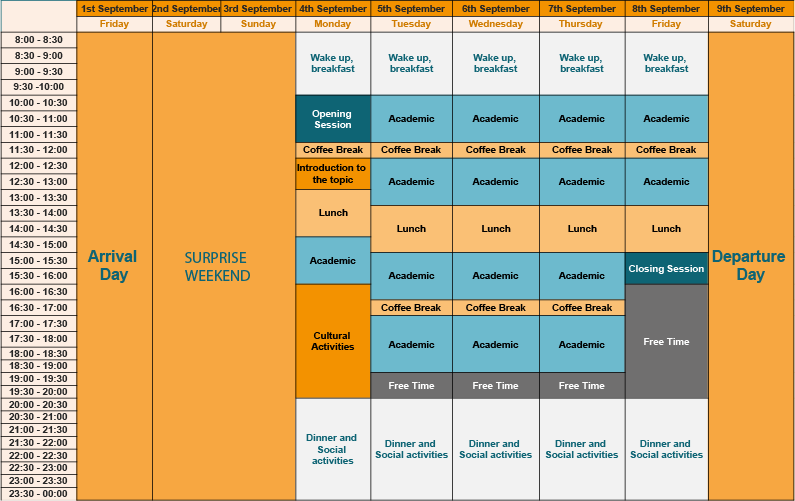 1st September 2nd September 3rd September 4th September 5th September 6th September 7th September 8th September 9th September
Friday Saturday Sunday Monday Tuesday Wednesday Thursday Friday Saturday
8:00 - 8:30
8:30 - 9:00
9:00 - 9:30
9:30 -10:00
10:00 - 10:30
10:30 - 11:00
11:00 - 11:30
11:30 - 12:00
12:00 - 12:30
12:30 - 13:00
13:00 - 13:30
13:30 - 14:00
14:00 - 14:30
14:30 - 15:00
15:00 - 15:30
15:30 - 16:00
16:00 - 16:30
16:30 - 17:00
17:00 - 17:30
17:30 - 18:00
18:00 - 18:30
18:30 - 19:00
19:00 - 19:30
19:30 - 20:00
20:00 - 20:30
20:30 - 21:00
21:00 - 21:30
21:30 - 22:00
22:00 - 22:30
22:30 - 23:00
23:00 - 23:30
23:30 - 00:00
Arrival
Day
SURPRISE
WEEKEND
Wake up,
breakfast
Opening
Session
Coffee Break
Introduction to
the topic
Lunch
Academic
Cultural
Activities
Dinner and
Social
activities
Wake up,
breakfast
Academic
Coffee Break
Academic
Lunch
Academic
Coffee Break
Academic
Free Time
Dinner and
Social activities
Wake up,
breakfast
Academic
Coffee Break
Academic
Lunch
Academic
Coffee Break
Academic
Free Time
Dinner and
Social activities
Wake up,
breakfast
Academic
Coffee Break
Academic
Lunch
Academic
Coffee Break
Academic
Free Time
Dinner and
Social activities
Wake up,
breakfast
Academic
Coffee Break
Academic
Lunch
Closing Session
Free Time
Dinner and
Social activities
Departure
Day